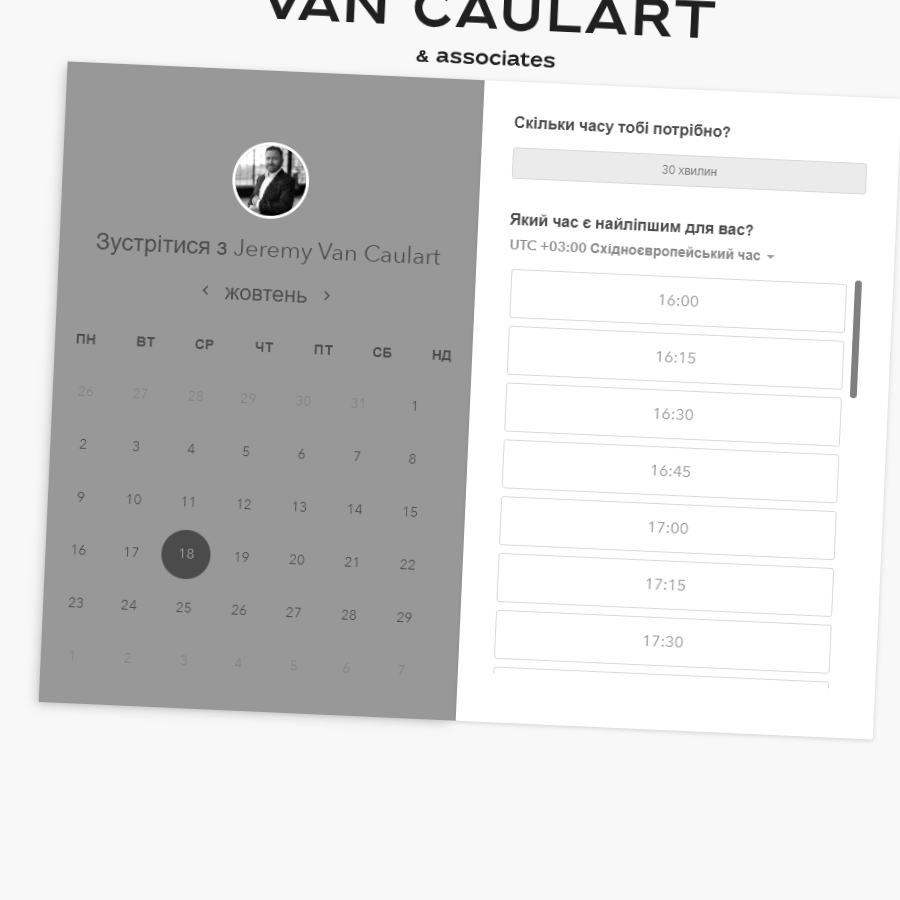 VAN CAULART
& associates
Зустрітися з Jeremy Van Caulart
жовтень
ПН ВТ СР ЧТ ПТ СБ НД
26 27 28 29 30 31 1
2 3 4 5 6 7 8
9 10 11 12 13 14 15
16 17 18 19 20 21 22
23 24 25 26 27 28 29
1 2 3 4 5 6 7
Скільки часу тобі потрібно?
30 хвилин
Який час є найліпшим для вас?
UTC +03:00 Східноєвропейський час
16:00
16:15
16:30
16:45
17:00
17:15
17:30